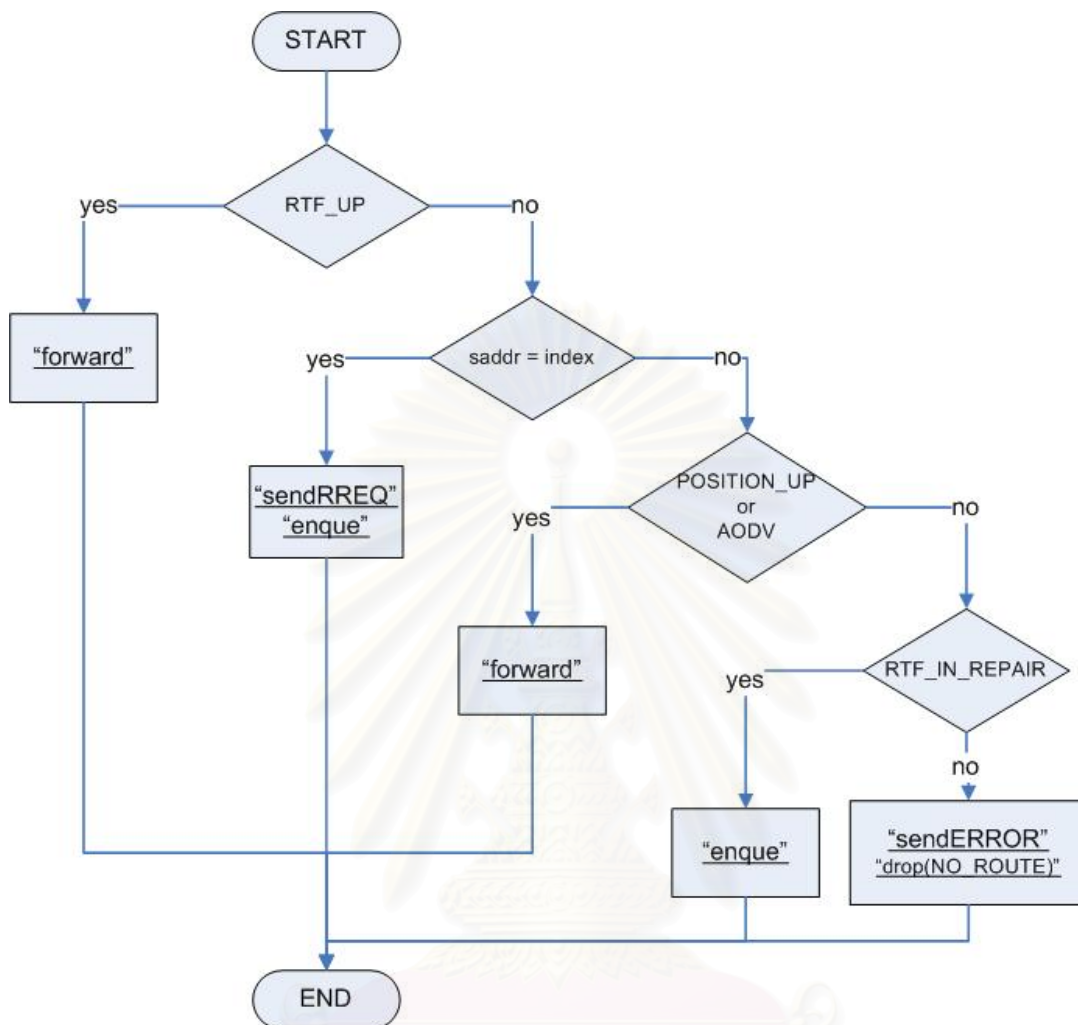 START
RTF_UP
yes
no
"forward"
saddr = index
yes
no
"sendRREQ"
"enque"
POSITION_UP
or
AODV
yes
no
"forward"
RTF_IN_REPAIR
yes
no
"enque"
"sendERROR"
"drop(NO_ROUTE)"
END